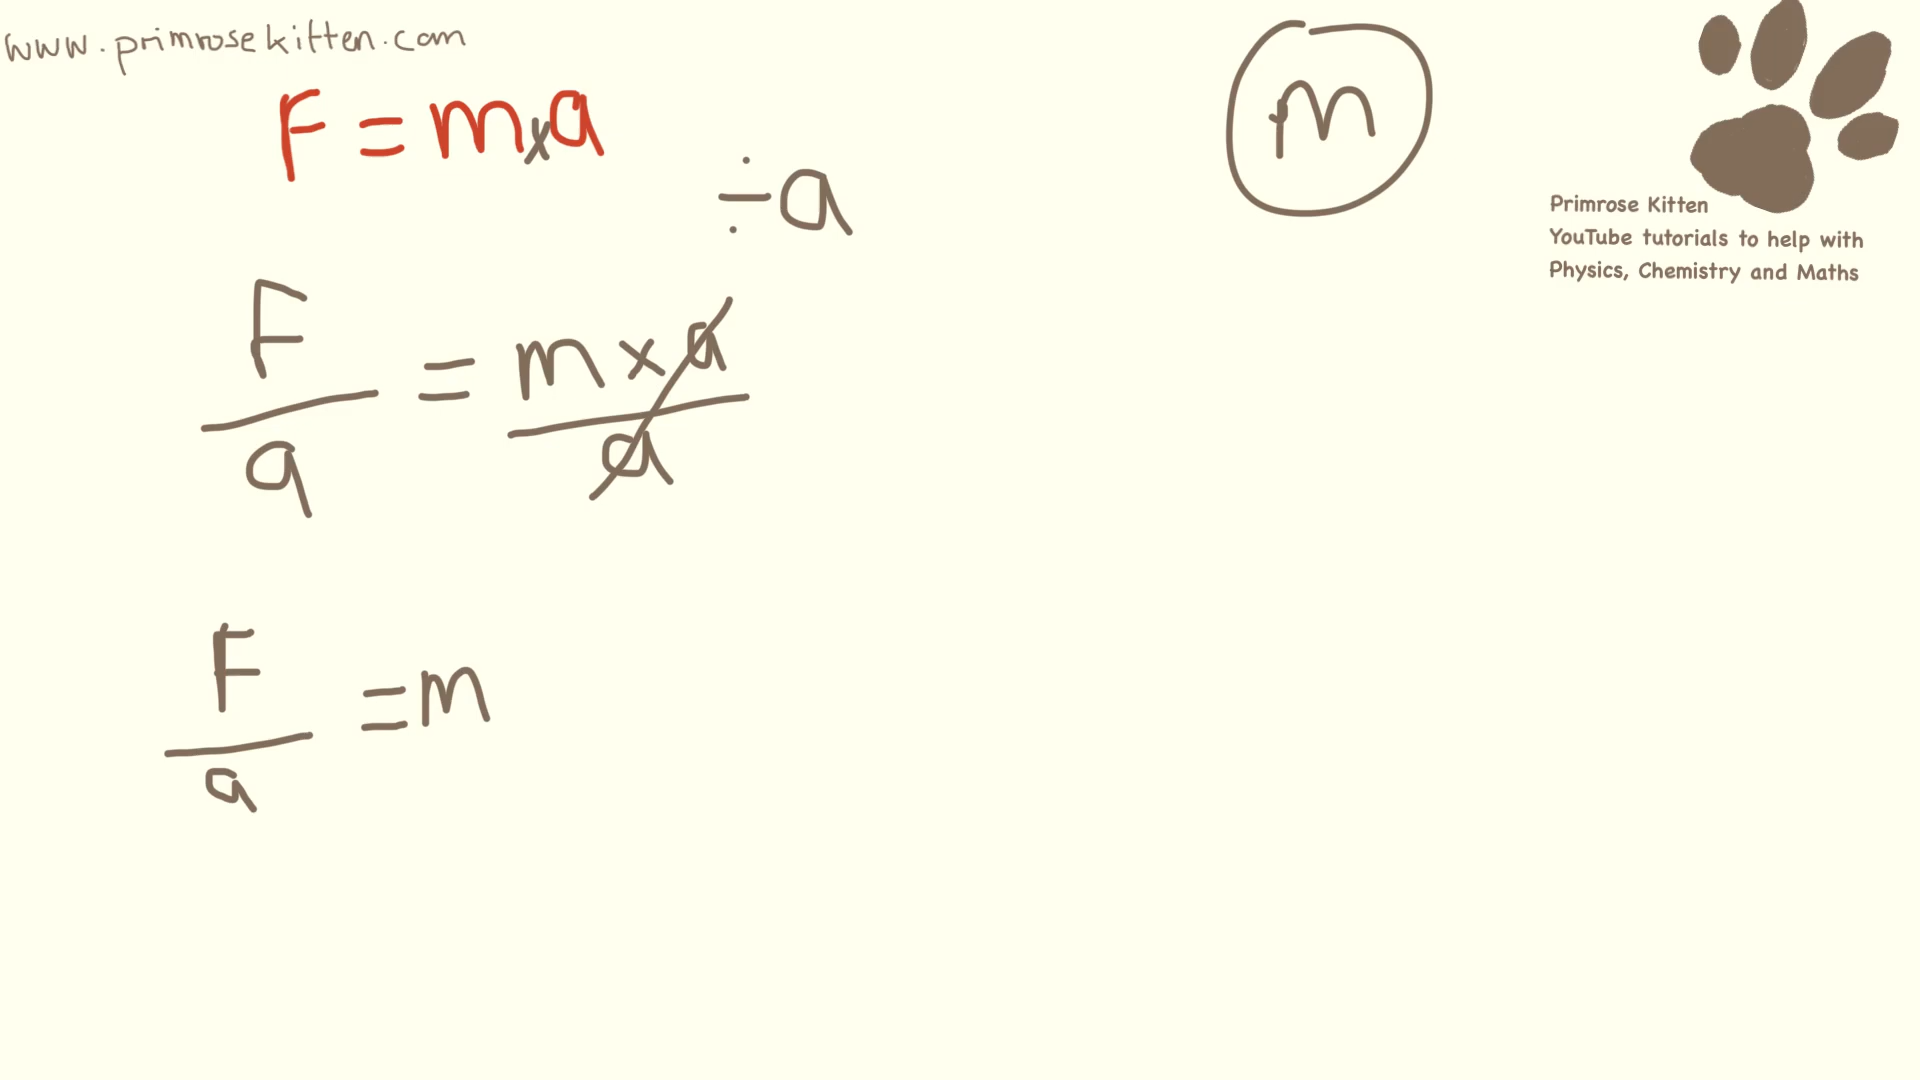 www.primrosekitten.com
F = m x a
m
÷ a
Primrose Kitten
YouTube tutorials to help with
Physics, Chemistry and Maths
F/a = m x a/a
F/a = m